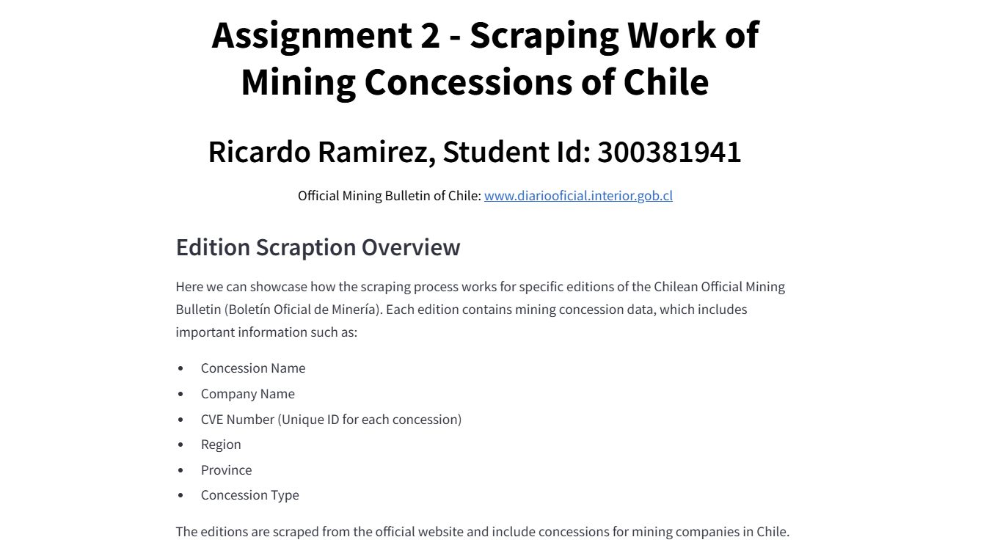 Assignment 2 - Scraping Work of
Mining Concessions of Chile
Ricardo Ramirez, Student Id: 300381941
Official Mining Bulletin of Chile: www.diariooficial.interior.gob.cl
Edition Scraption Overview
Here we can showcase how the scraping process works for specific editions of the Chilean Official Mining
Bulletin (Boletín Oficial de Minería). Each edition contains mining concession data, which includes
important information such as:
• Concession Name
• Company Name
• CVE Number (Unique ID for each concession)
• Region
• Province
• Concession Type
The editions are scraped from the official website and include concessions for mining companies in Chile.